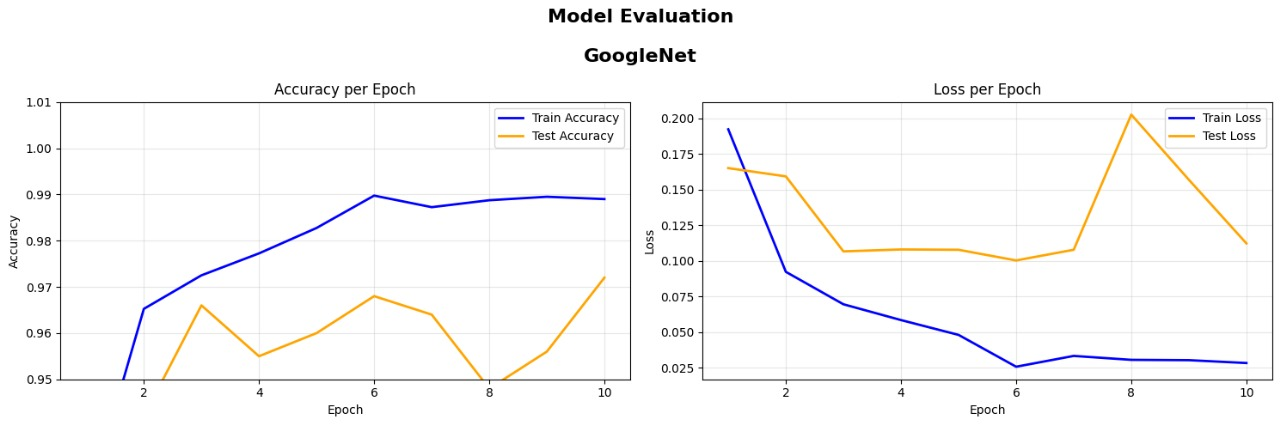 Model Evaluation
GoogleNet
Accuracy per Epoch
1.01
1.00
0.99
0.98
0.97
0.96
0.95
Accuracy
2
4
6
8
10
Epoch
Train Accuracy
Test Accuracy
Loss per Epoch
0.200
0.175
0.150
0.125
0.100
0.075
0.050
0.025
Loss
2
4
6
8
10
Epoch
Train Loss
Test Loss